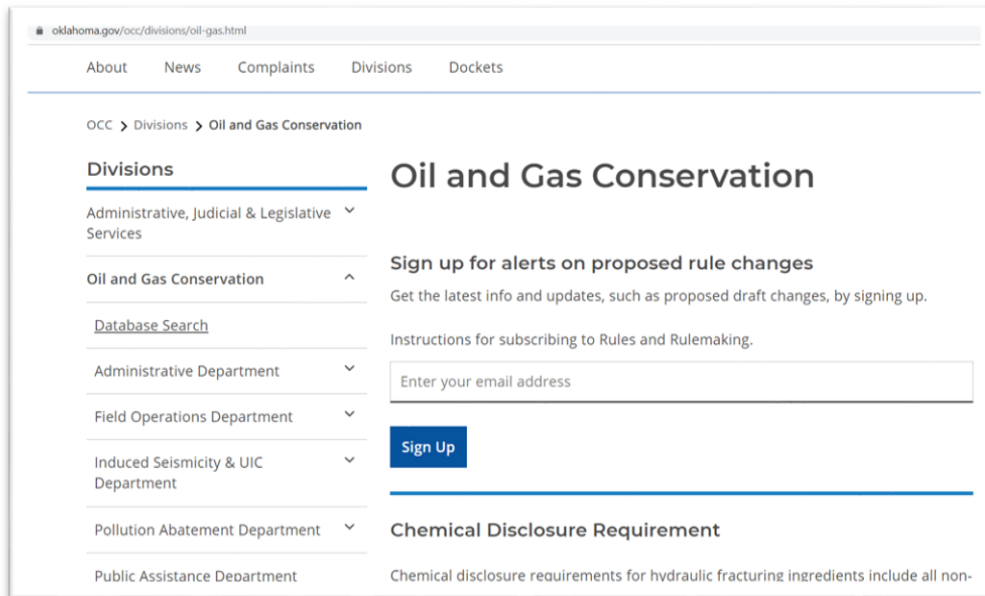 oklahoma.gov/occ/divisions/oil-gas.html
About News Complaints Divisions Dockets
OCC > Divisions > Oil and Gas Conservation
Divisions
Administrative, Judicial & Legislative
Services
Oil and Gas Conservation
Database Search
Administrative Department
Field Operations Department
Induced Seismicity & UIC
Department
Pollution Abatement Department
Public Assistance Department
Oil and Gas Conservation
Sign up for alerts on proposed rule changes
Get the latest info and updates, such as proposed draft changes, by signing up.
Instructions for subscribing to Rules and Rulemaking.
Enter your email address
Sign Up
Chemical Disclosure Requirement
Chemical disclosure requirements for hydraulic fracturing ingredients include all non-